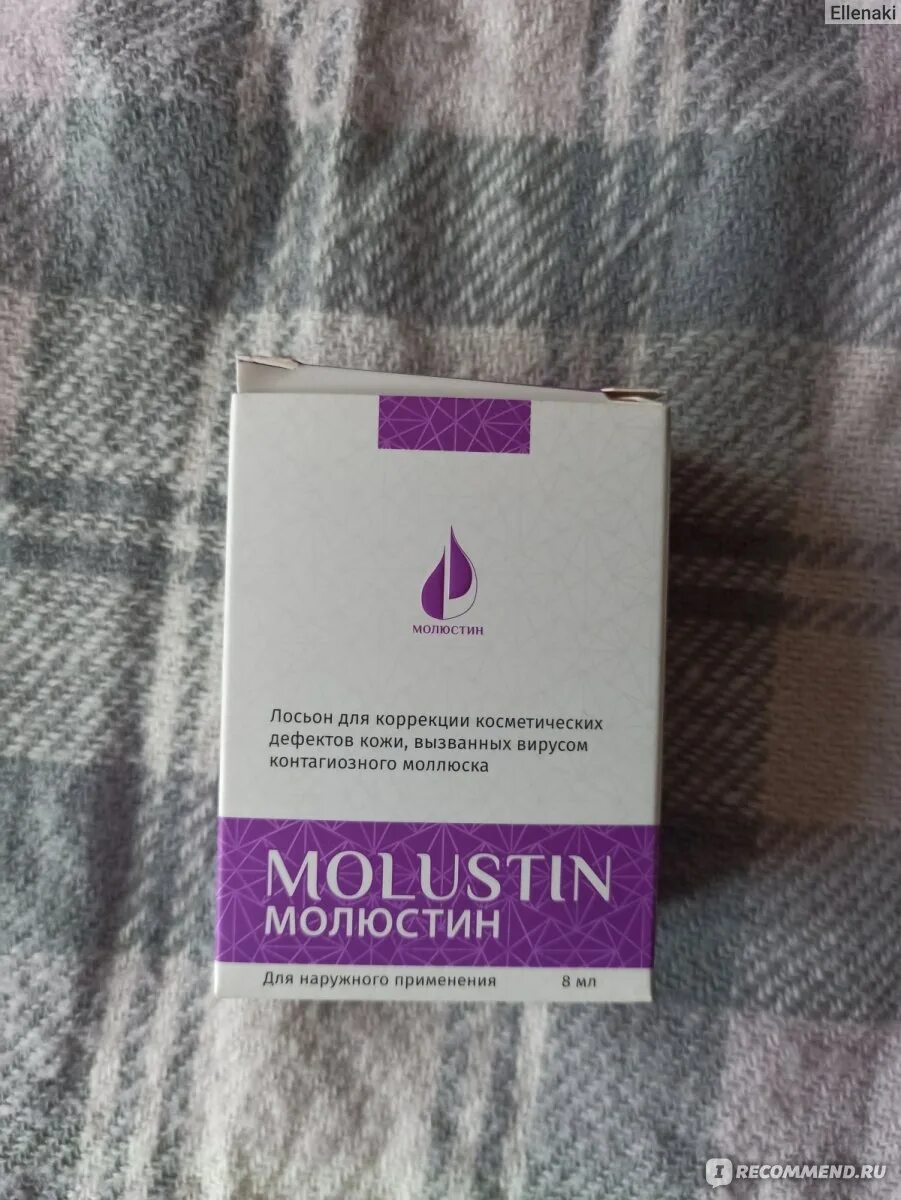 Ellenaki
МОЛЮСТИН
Лосьон для коррекции косметических
дефектов кожи, вызванных вирусом
контагиозного моллюска
MOLUSTIN
МОЛЮСТИН
Для наружного применения 8 мл
I RECOMMEND.RU